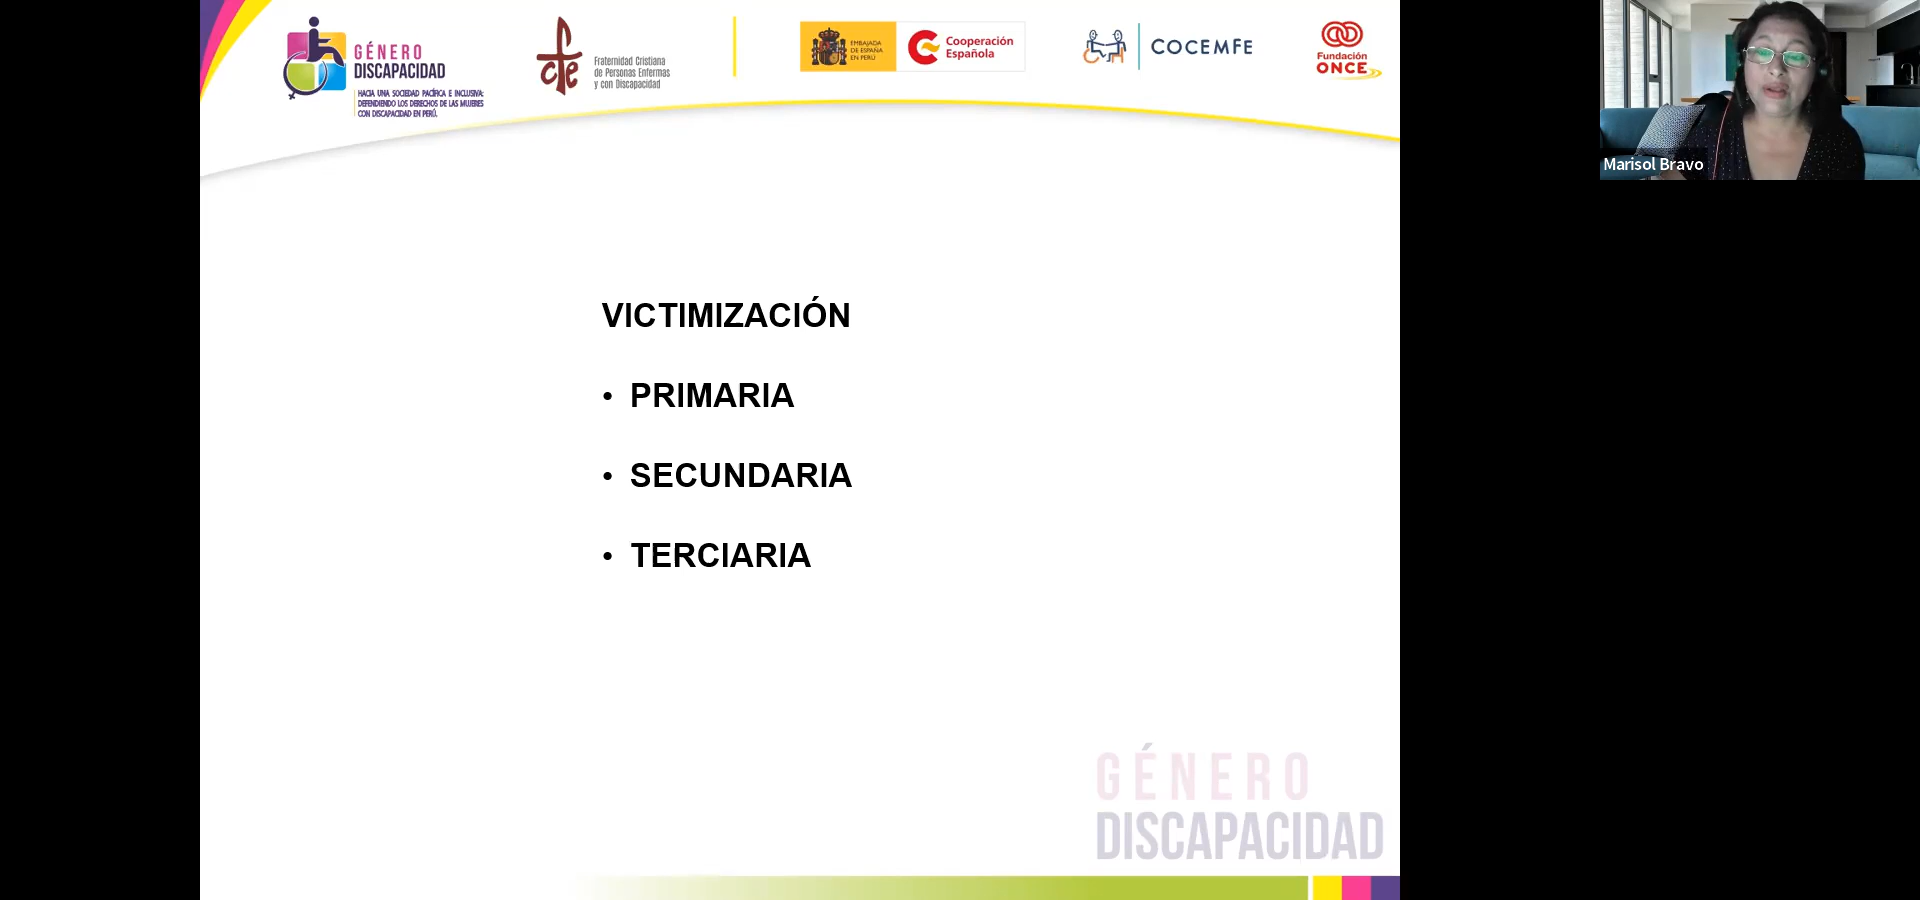 GÉNERO
DISCAPACIDAD
HACIA UNA SOCIEDAD PACÍFICA E INCLUSIVA:
DEFENDIENDO LOS DERECHOS DE LAS MUJERES
CON DISCAPACIDAD EN PERÚ.
cfe
Fraternidad Cristiana
de Personas Enfermas
y con Discapacidad
EMBAJADA
DE ESPAÑA
EN PERÚ
Cooperación
Española
COCEMFE
Fundación
ONCE
Marisol Bravo
VICTIMIZACIÓN
• PRIMARIA
• SECUNDARIA
• TERCIARIA
GÉNERO
DISCAPACIDAD